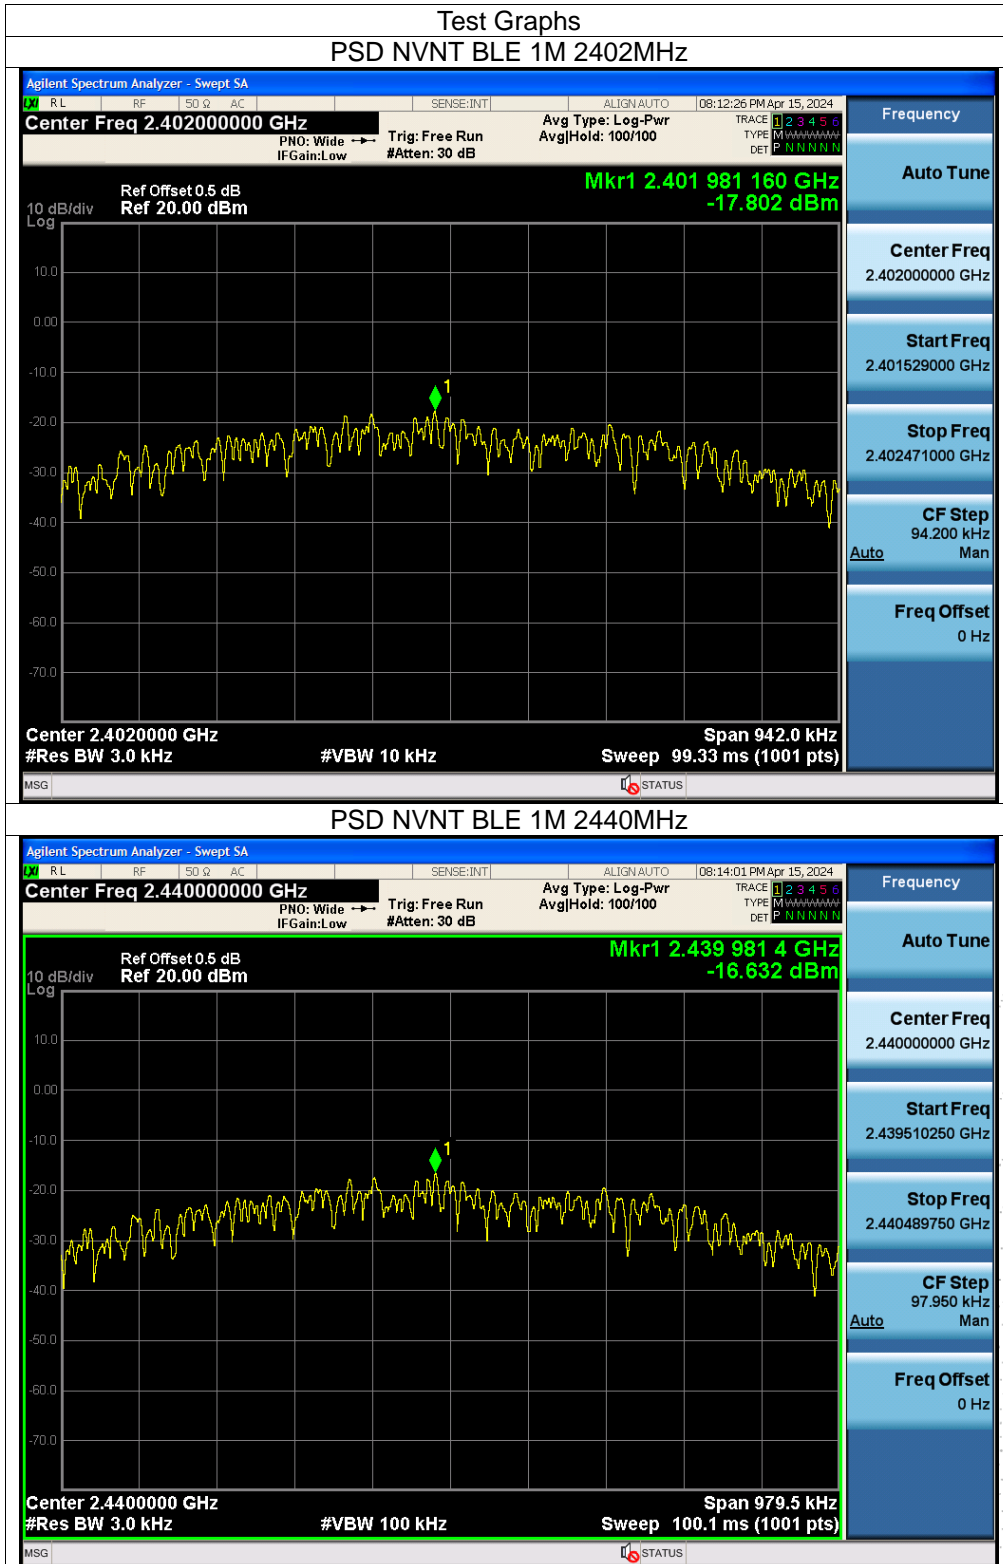 Test Graphs
PSD NVNT BLE 1M 2402MHz
Agilent Spectrum Analyzer - Swept SA
LXI RL RF 50 Ω AC SENSE:INT ALIGN AUTO 08:12:26 PM Apr 15, 2024
Center Freq 2.402000000 GHz
PNO: Wide
IFGain:Low
Trig: Free Run
#Atten: 30 dB
Avg Type: Log-Pwr
Avg|Hold: 100/100
TRACE 1 2 3 4 5 6
TYPE M WWWWW
DET P N N N N N
Ref Offset 0.5 dB
10 dB/div Ref 20.00 dBm
Log
Mkr1 2.401 981 160 GHz
-17.802 dBm
10.0
0.00
-10.0
1
-20.0
-30.0
-40.0
-50.0
-60.0
-70.0
Center 2.4020000 GHz Span 942.0 kHz
#Res BW 3.0 kHz #VBW 10 kHz Sweep 99.33 ms (1001 pts)
MSG STATUS
Frequency
Auto Tune
Center Freq
2.402000000 GHz
Start Freq
2.401529000 GHz
Stop Freq
2.402471000 GHz
CF Step
94.200 kHz
Auto Man
Freq Offset
0 Hz
PSD NVNT BLE 1M 2440MHz
Agilent Spectrum Analyzer - Swept SA
LXI RL RF 50 Ω AC SENSE:INT ALIGN AUTO 08:14:01 PM Apr 15, 2024
Center Freq 2.440000000 GHz
PNO: Wide
IFGain:Low
Trig: Free Run
#Atten: 30 dB
Avg Type: Log-Pwr
Avg|Hold: 100/100
TRACE 1 2 3 4 5 6
TYPE M WWWWW
DET P N N N N N
Ref Offset 0.5 dB
10 dB/div Ref 20.00 dBm
Log
Mkr1 2.439 981 4 GHz
-16.632 dBm
10.0
0.00
-10.0
1
-20.0
-30.0
-40.0
-50.0
-60.0
-70.0
Center 2.4400000 GHz Span 979.5 kHz
#Res BW 3.0 kHz #VBW 100 kHz Sweep 100.1 ms (1001 pts)
MSG STATUS
Frequency
Auto Tune
Center Freq
2.440000000 GHz
Start Freq
2.439510250 GHz
Stop Freq
2.440489750 GHz
CF Step
97.950 kHz
Auto Man
Freq Offset
0 Hz